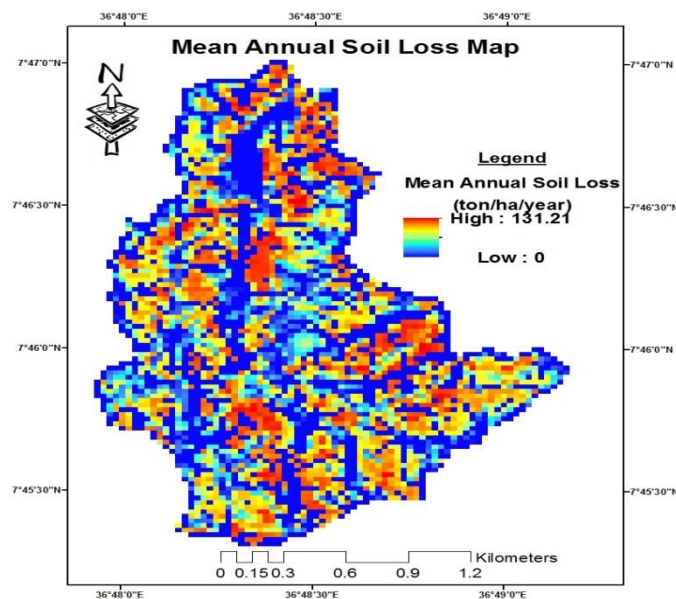 36°48'0"E 36°48'30"E 36°49'0"E
Mean Annual Soil Loss Map
7°47'0"N 7°47'0"N
N
Legend
Mean Annual Soil Loss
(ton/ha/year)
High : 131.21
Low : 0
7°46'30"N 7°46'30"N
7°46'0"N 7°46'0"N
7°45'30"N 7°45'30"N
Kilometers
0 0.15 0.3 0.6 0.9 1.2
36°48'0"E 36°48'30"E 36°49'0"E